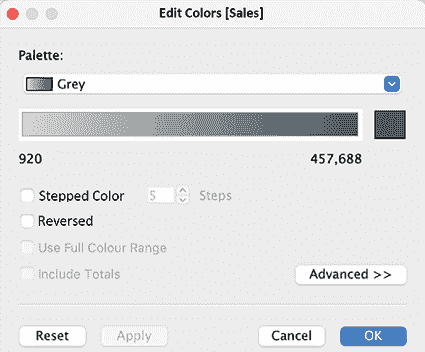 Edit Colors [Sales]
Palette:
Grey
920 457,688
Stepped Color 5 Steps
Reversed
Use Full Colour Range
Include Totals
Advanced >>
Reset Apply Cancel OK